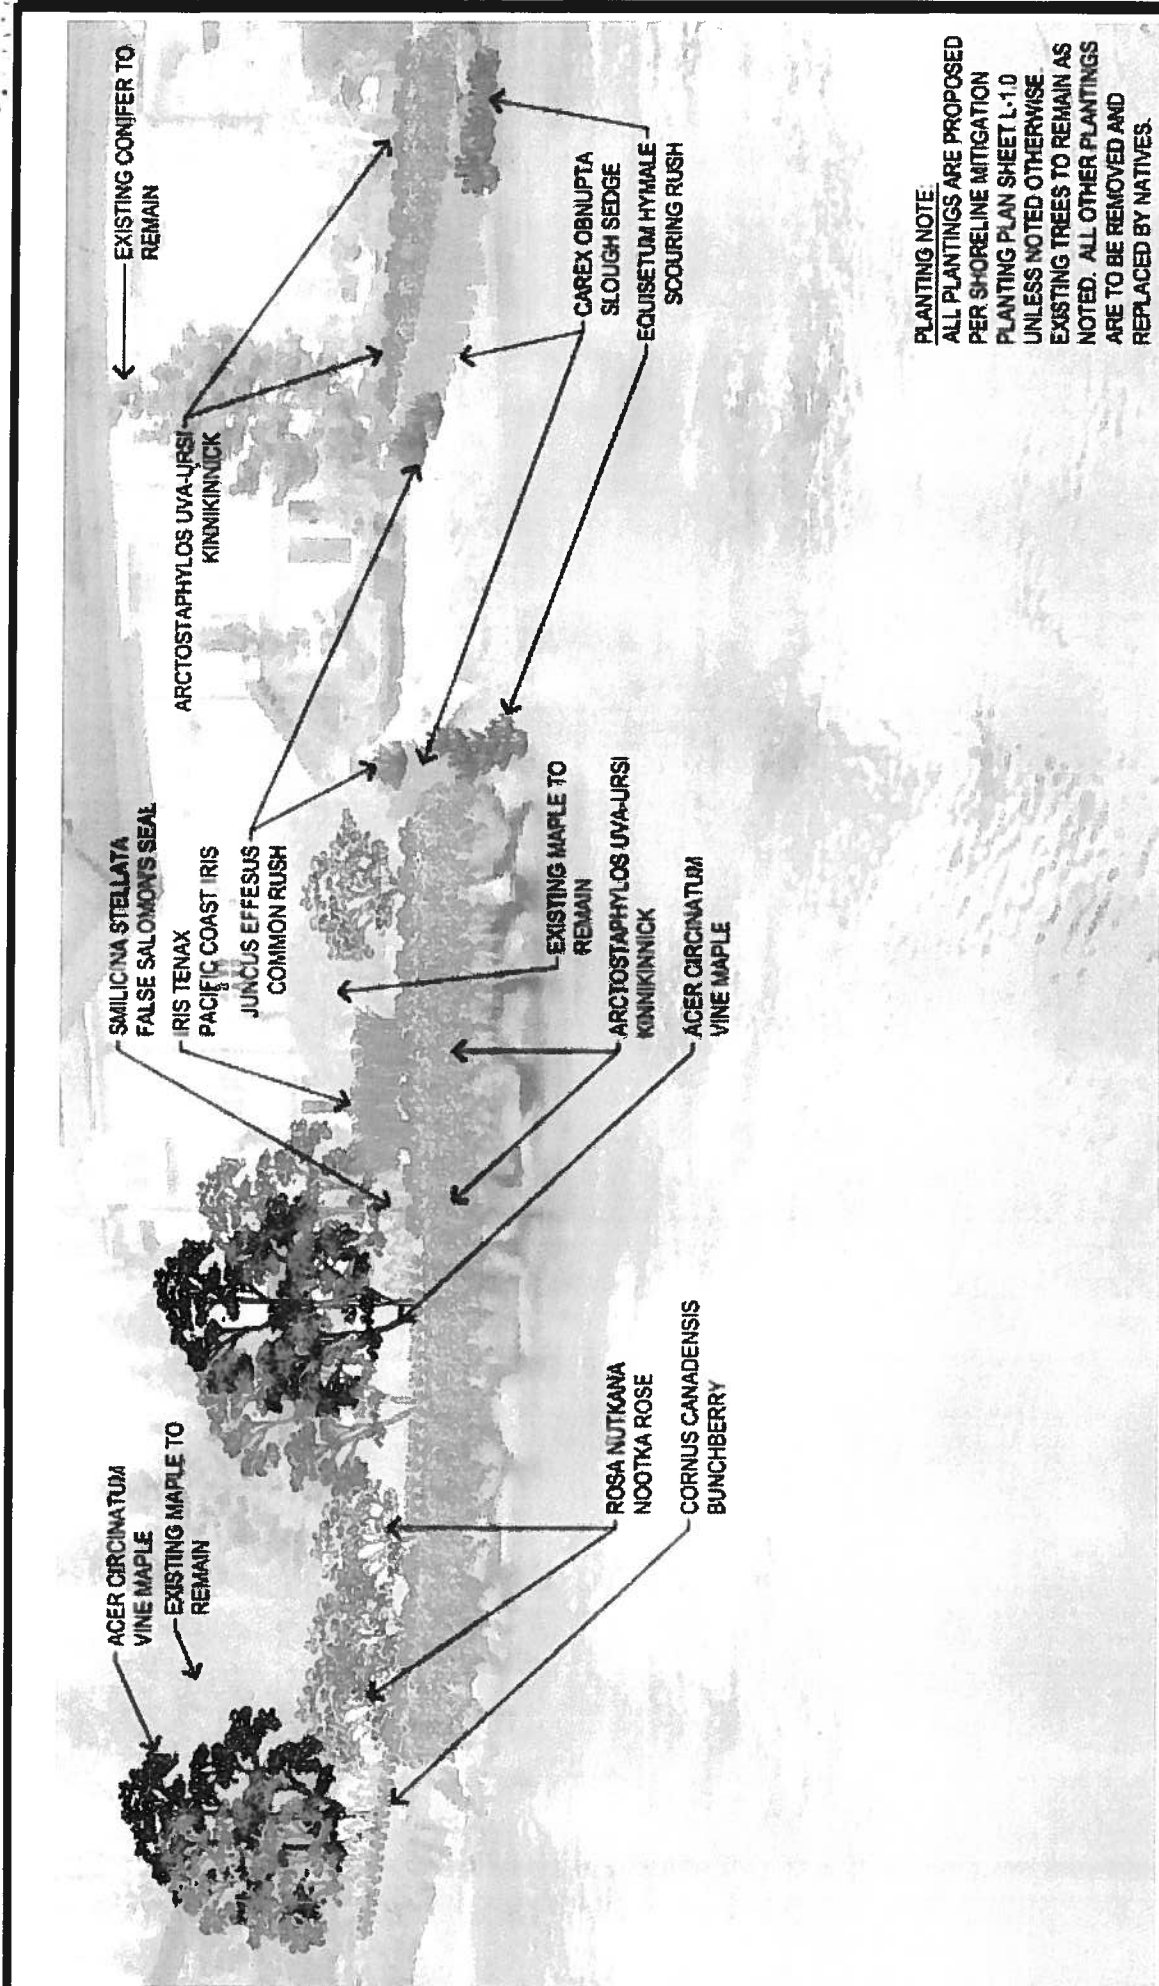 ACER CIRCINATUM
VINE MAPLE
EXISTING MAPLE TO
REMAIN
SMILICINA STELLATA
FALSE SALOMON'S SEAL
IRIS TENAX
PACIFIC COAST IRIS
JUNCUS EFFESUS
COMMON RUSH
ARCTOSTAPHYLOS UVA-URSI
KINNIKINNICK
EXISTING CONIFER TO
REMAIN
ROSA NUTKANA
NOOTKA ROSE
CORNUS CANADENSIS
BUNCHBERRY
EXISTING MAPLE TO
REMAIN
ARCTOSTAPHYLOS UVA-URSI
KINNIKINNICK
ACER CIRCINATUM
VINE MAPLE
CAREX OBNUPTA
SLOUGH SEDGE
EQUISETUM HYMALE
SCOURING RUSH
PLANTING NOTE:
ALL PLANTINGS ARE PROPOSED
PER SHORELINE MITIGATION
PLANTING PLAN SHEET L-1.0
UNLESS NOTED OTHERWISE.
EXISTING TREES TO REMAIN AS
NOTED. ALL OTHER PLANTINGS
ARE TO BE REMOVED AND
REPLACED BY NATIVES.